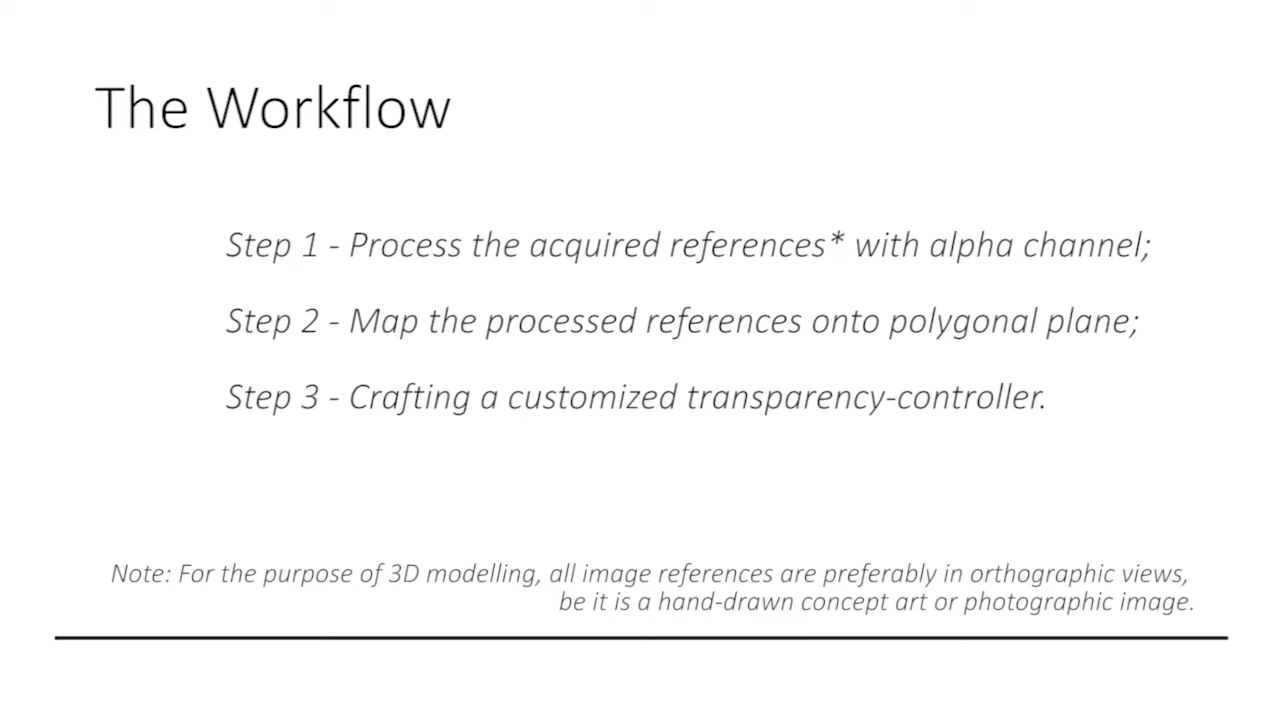 The Workflow
Step 1 - Process the acquired references* with alpha channel;
Step 2 - Map the processed references onto polygonal plane;
Step 3 - Crafting a customized transparency-controller.
Note: For the purpose of 3D modelling, all image references are preferably in orthographic views,
be it is a hand-drawn concept art or photographic image.